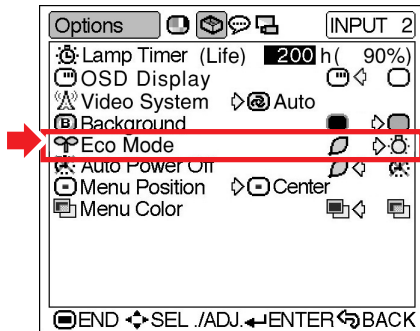 Options INPUT 2
Lamp Timer (Life) 200 h( 90%)
OSD Display
Video System Auto
B Background
Eco Mode
Auto Power Off
Menu Position Center
Menu Color
END SEL ./ADJ. ENTER BACK